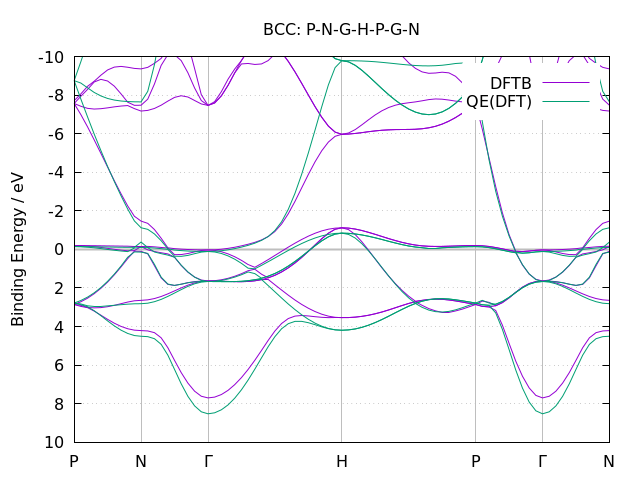 BCC: P-N-G-H-P-G-N
-10
-8
-6
-4
-2
0
2
4
6
8
10
Binding Energy / eV
DFTB
QE(DFT)
P N Γ H P Γ N